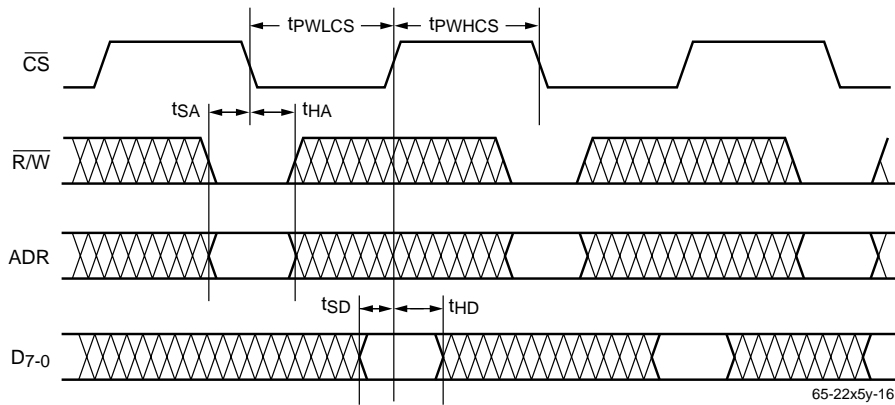 tPWLCS tPWHCS
CS
tSA tHA
R/W
ADR
tSD tHD
D7-0
65-22x5y-16